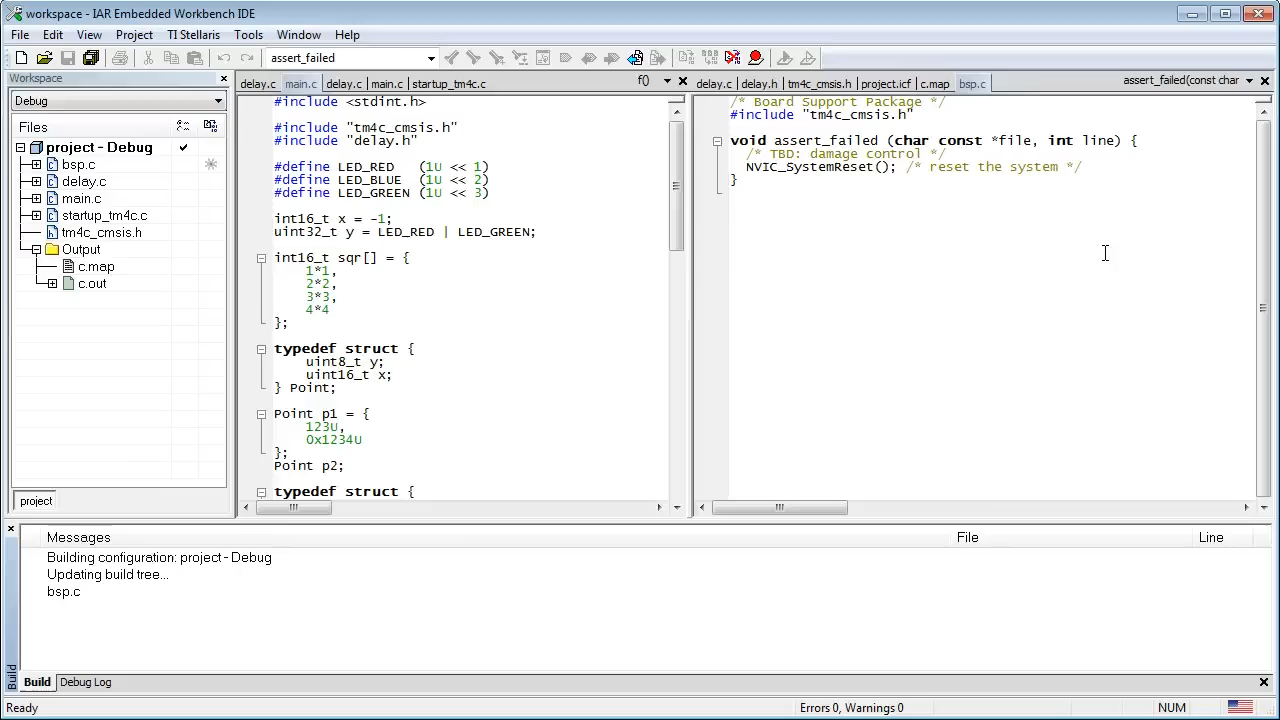 workspace - IAR Embedded Workbench IDE
File Edit View Project TI Stellaris Tools Window Help
assert_failed
Workspace
Debug
Files
project - Debug
bsp.c
delay.c
main.c
startup_tm4c.c
tm4c_cmsis.h
Output
c.map
c.out
project
delay.c main.c delay.c main.c startup_tm4c.c f()
#include <stdint.h>
#include "tm4c_cmsis.h"
#include "delay.h"
#define LED_RED (1U << 1)
#define LED_BLUE (1U << 2)
#define LED_GREEN (1U << 3)
int16_t x = -1;
uint32_t y = LED_RED | LED_GREEN;
int16_t sqr[] = {
1*1,
2*2,
3*3,
4*4
};
typedef struct {
uint8_t y;
uint16_t x;
} Point;
Point p1 = {
123U,
0x1234U
};
Point p2;
typedef struct {
delay.c delay.h tm4c_cmsis.h project.icf c.map bsp.c assert_failed(const char
/* Board Support Package */
#include "tm4c_cmsis.h"
void assert_failed (char const *file, int line) {
/* TBD: damage control */
NVIC_SystemReset(); /* reset the system */
}
Messages File Line
Building configuration: project - Debug
Updating build tree...
bsp.c
Build
Build Debug Log
Ready Errors 0, Warnings 0 NUM